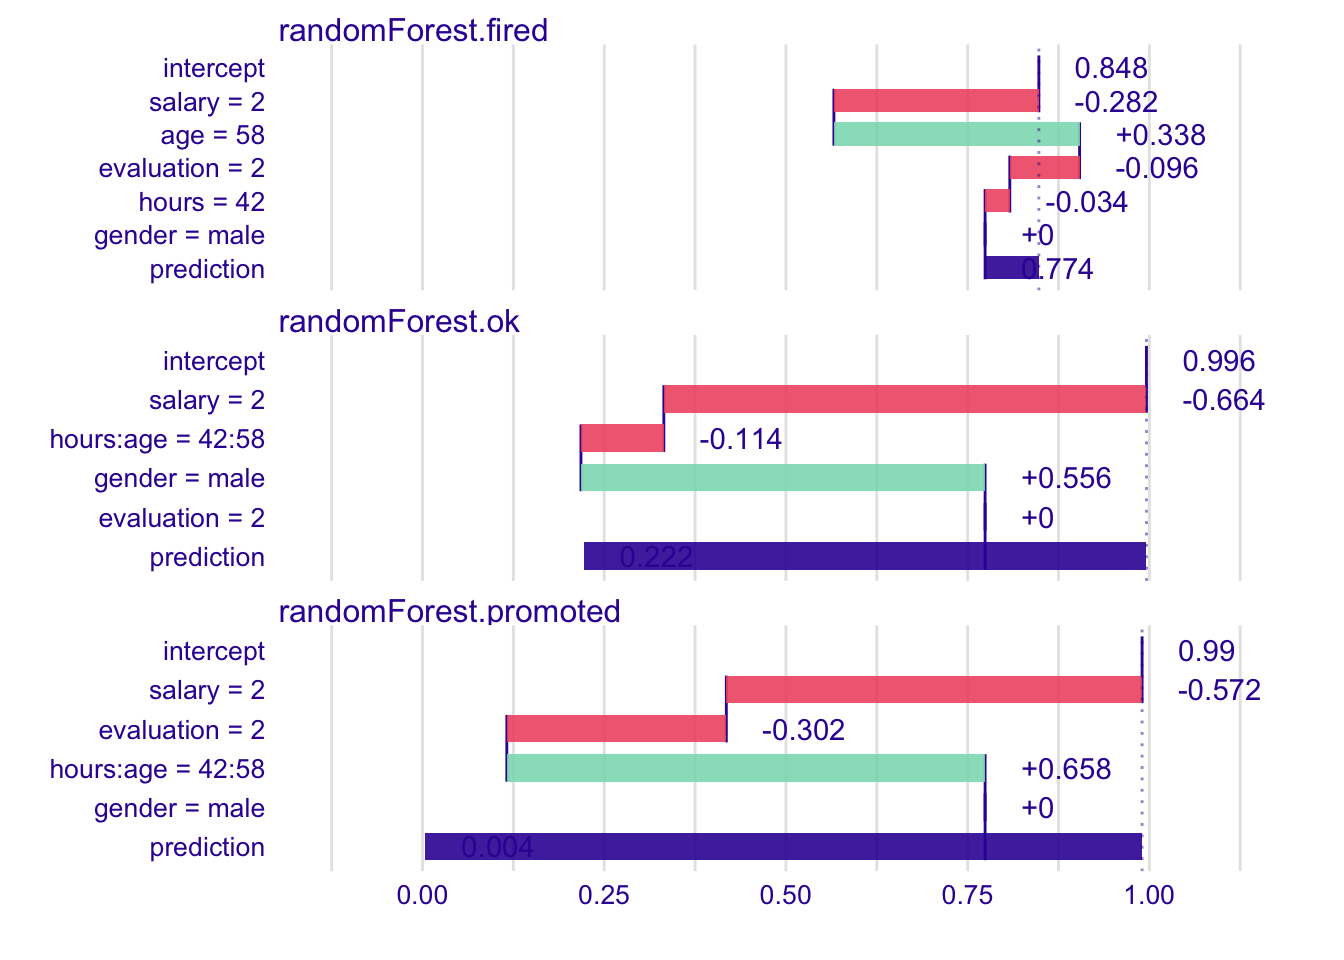 randomForest.fired
intercept 0.848
salary = 2 -0.282
age = 58 +0.338
evaluation = 2 -0.096
hours = 42 -0.034
gender = male +0
prediction 0.774
randomForest.ok
intercept 0.996
salary = 2 -0.664
hours:age = 42:58 -0.114
gender = male +0.556
evaluation = 2 +0
prediction 0.222
randomForest.promoted
intercept 0.99
salary = 2 -0.572
evaluation = 2 -0.302
hours:age = 42:58 +0.658
gender = male +0
prediction 0.004
0.00 0.25 0.50 0.75 1.00